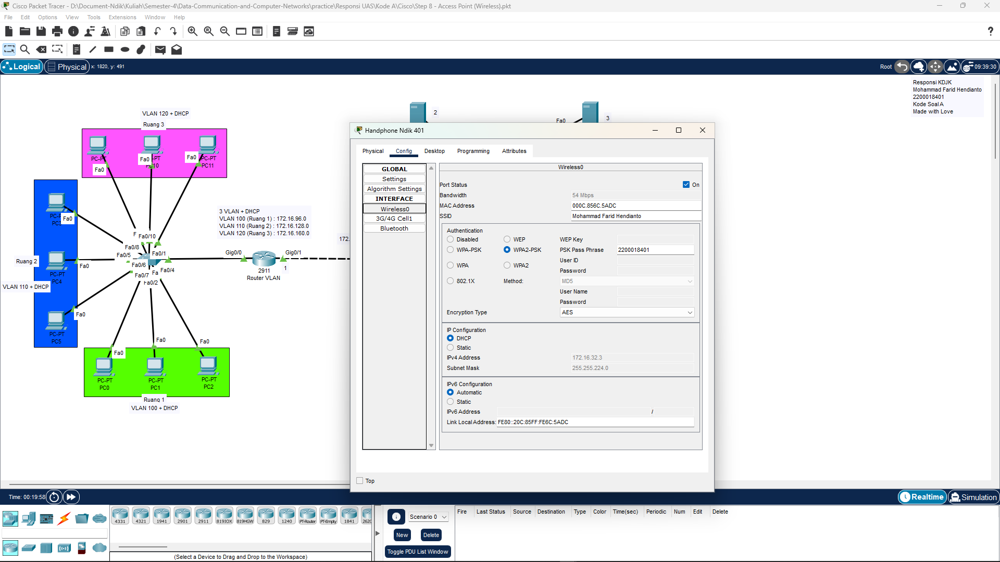 Cisco Packet Tracer - D:\Document-Ndik\Kuliah\Semester-4\Data-Communication-and-Computer-Networks\practice\Responsi UAS\Kode A\Cisco\Step 8 - Access Point (Wireless).pkt
File Edit Options View Tools Extensions Window Help
Logical Physical x: 1820, y: 491 Root 09:39:30
Responsi KDJK
Mohammad Farid Hendianto
2200018401
Kode Soal A
Made with Love
VLAN 120 + DHCP
Ruang 3
PC-PT
Fa0
Fa0
-PT
PC10
Fa0
PC-PT
PC11
Fa0
Ruang 2
VLAN 110 + DHCP
PC-PT
PC4
Fa0
PC-PT
PC5
Fa0
3 VLAN + DHCP
VLAN 100 (Ruang 1) : 172.16.96.0
VLAN 110 (Ruang 2) : 172.16.128.0
VLAN 120 (Ruang 3) : 172.16.160.0
Fa0/10
Fa0/8
Fa0/5
Fa0/1
Fa0/6
Fa0/4
Fa0/7
Fa0/2
Gig0/0
Gig0/1
2911
Router VLAN
1
172.
Fa0
Fa0
Fa0
PC-PT
PC0
PC-PT
PC1
PC-PT
PC2
Ruang 1
VLAN 100 + DHCP
2
Fa0
3
Handphone Ndik 401
Physical Config Desktop Programming Attributes
GLOBAL
Settings
Algorithm Settings
INTERFACE
Wireless0
3G/4G Cell1
Bluetooth
Wireless0
Port Status On
Bandwidth 54 Mbps
MAC Address 000C.856C.5ADC
SSID Mohammad Farid Hendianto
Authentication
Disabled WEP WEP Key
WPA-PSK WPA2-PSK PSK Pass Phrase 2200018401
User ID
WPA WPA2
Password
802.1X Method: MD5
User Name
Password
Encryption Type AES
IP Configuration
DHCP
Static
IPv4 Address 172.16.32.3
Subnet Mask 255.255.224.0
IPv6 Configuration
Automatic
Static
IPv6 Address /
Link Local Address: FE80::20C:85FF:FE6C:5ADC
Top
Time: 00:19:58 Realtime Simulation
4331 4321 1941 2901 2911 819IOX 819HGW 829 1240 PT-Router PT-Empty 1841 2620
(Select a Device to Drag and Drop to the Workspace)
Scenario 0
New Delete
Toggle PDU List Window
Fire Last Status Source Destination Type Color Time(sec) Periodic Num Edit Delete